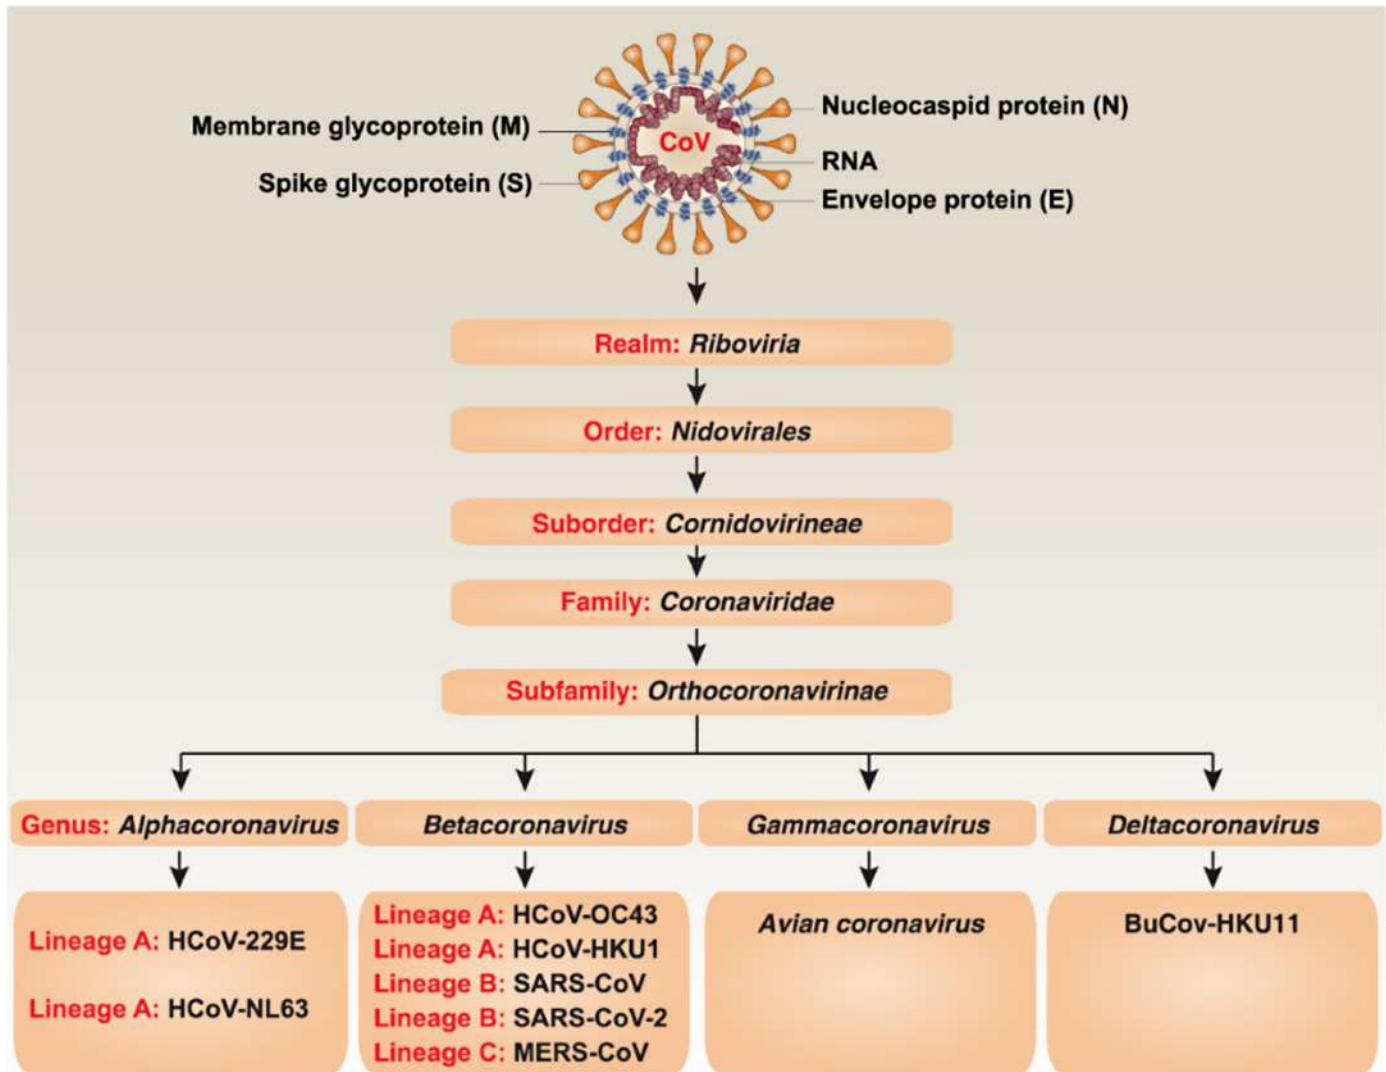 Membrane glycoprotein (M)
Spike glycoprotein (S)
CoV
Nucleocaspid protein (N)
RNA
Envelope protein (E)
Realm: Riboviria
Order: Nidovirales
Suborder: Cornidovirineae
Family: Coronaviridae
Subfamily: Orthocoronavirinae
Genus: Alphacoronavirus
Betacoronavirus
Gammacoronavirus
Deltacoronavirus
Lineage A: HCoV-229E
Lineage A: HCoV-NL63
Lineage A: HCoV-OC43
Lineage A: HCoV-HKU1
Lineage B: SARS-CoV
Lineage B: SARS-CoV-2
Lineage C: MERS-CoV
Avian coronavirus
BuCov-HKU11